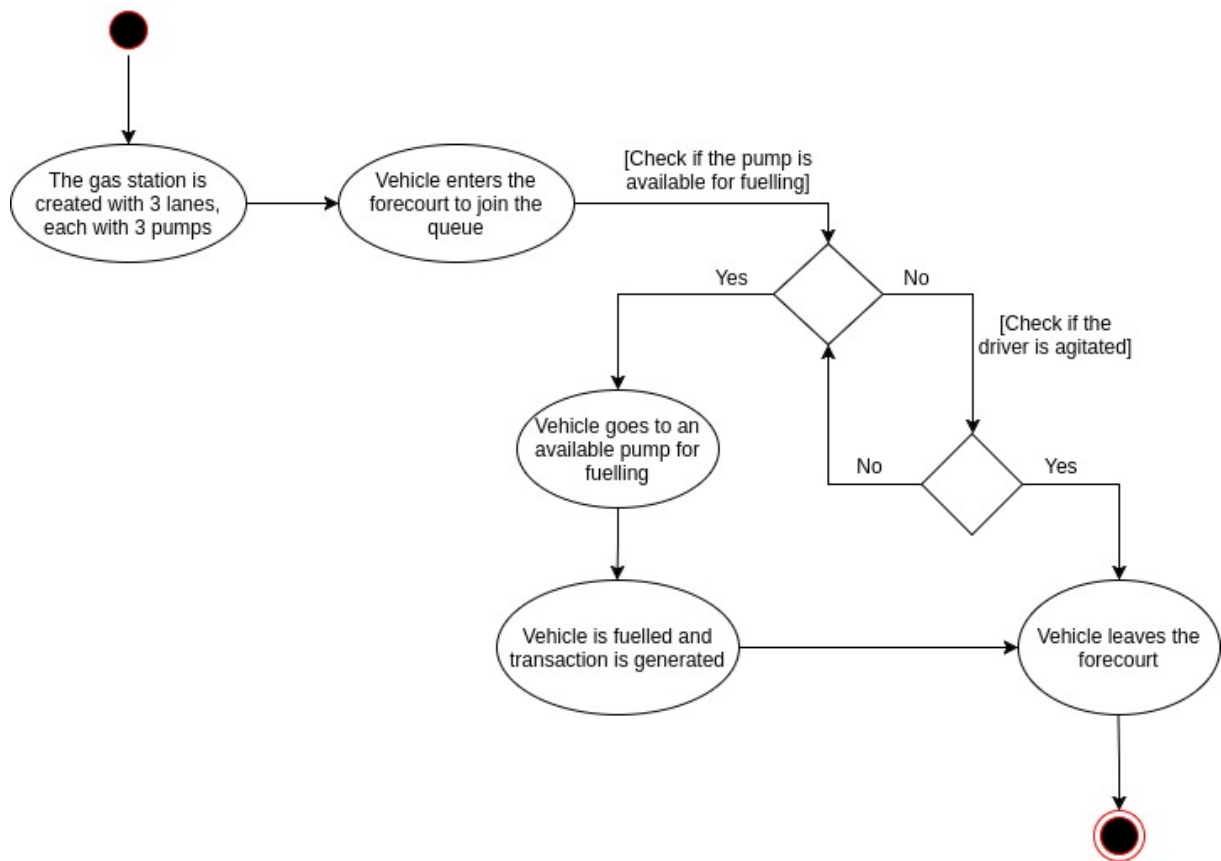 The gas station is
created with 3 lanes,
each with 3 pumps
Vehicle enters the
forecourt to join the
queue
[Check if the pump is
available for fuelling]
Yes
No
[Check if the
driver is agitated]
Vehicle goes to an
available pump for
fuelling
No
Yes
Vehicle is fuelled and
transaction is generated
Vehicle leaves the
forecourt